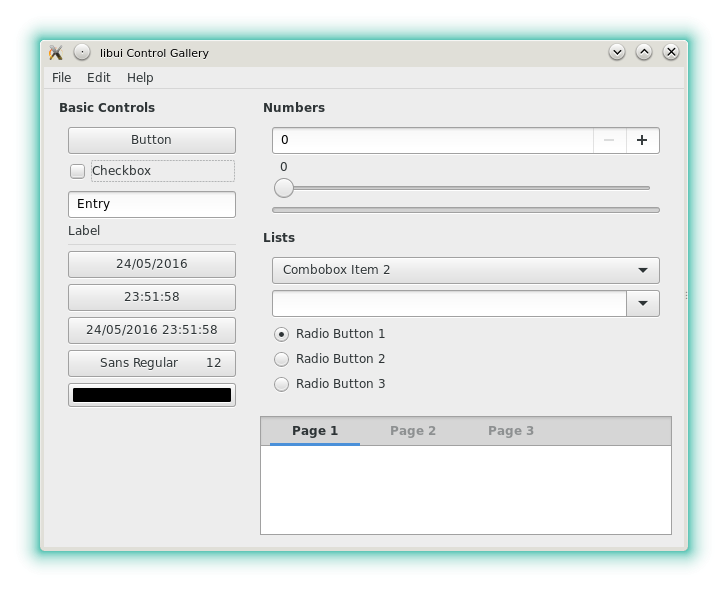 libui Control Gallery
File Edit Help
Basic Controls
Button
Checkbox
Entry
Label
24/05/2016
23:51:58
24/05/2016 23:51:58
Sans Regular 12
Numbers
0
0
Lists
Combobox Item 2
Radio Button 1
Radio Button 2
Radio Button 3
Page 1 Page 2 Page 3